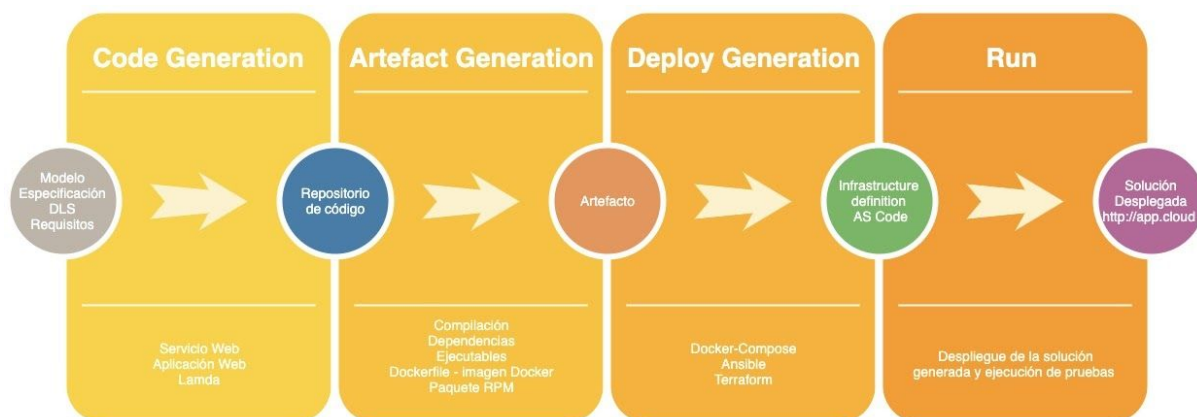 Code Generation
Artefact Generation
Deploy Generation
Run
Modelo
Especificación
DLS
Requisitos
Repositorio
de código
Artefacto
Infrastructure
definition
AS Code
Solución
Desplegada
http://app.cloud
Servicio Web
Aplicación Web
Lamda
Compilación
Dependencias
Ejecutables
Dockerfile - imagen Docker
Paquete RPM
Docker-Compose
Ansible
Terraform
Despliegue de la solución
generada y ejecución de pruebas